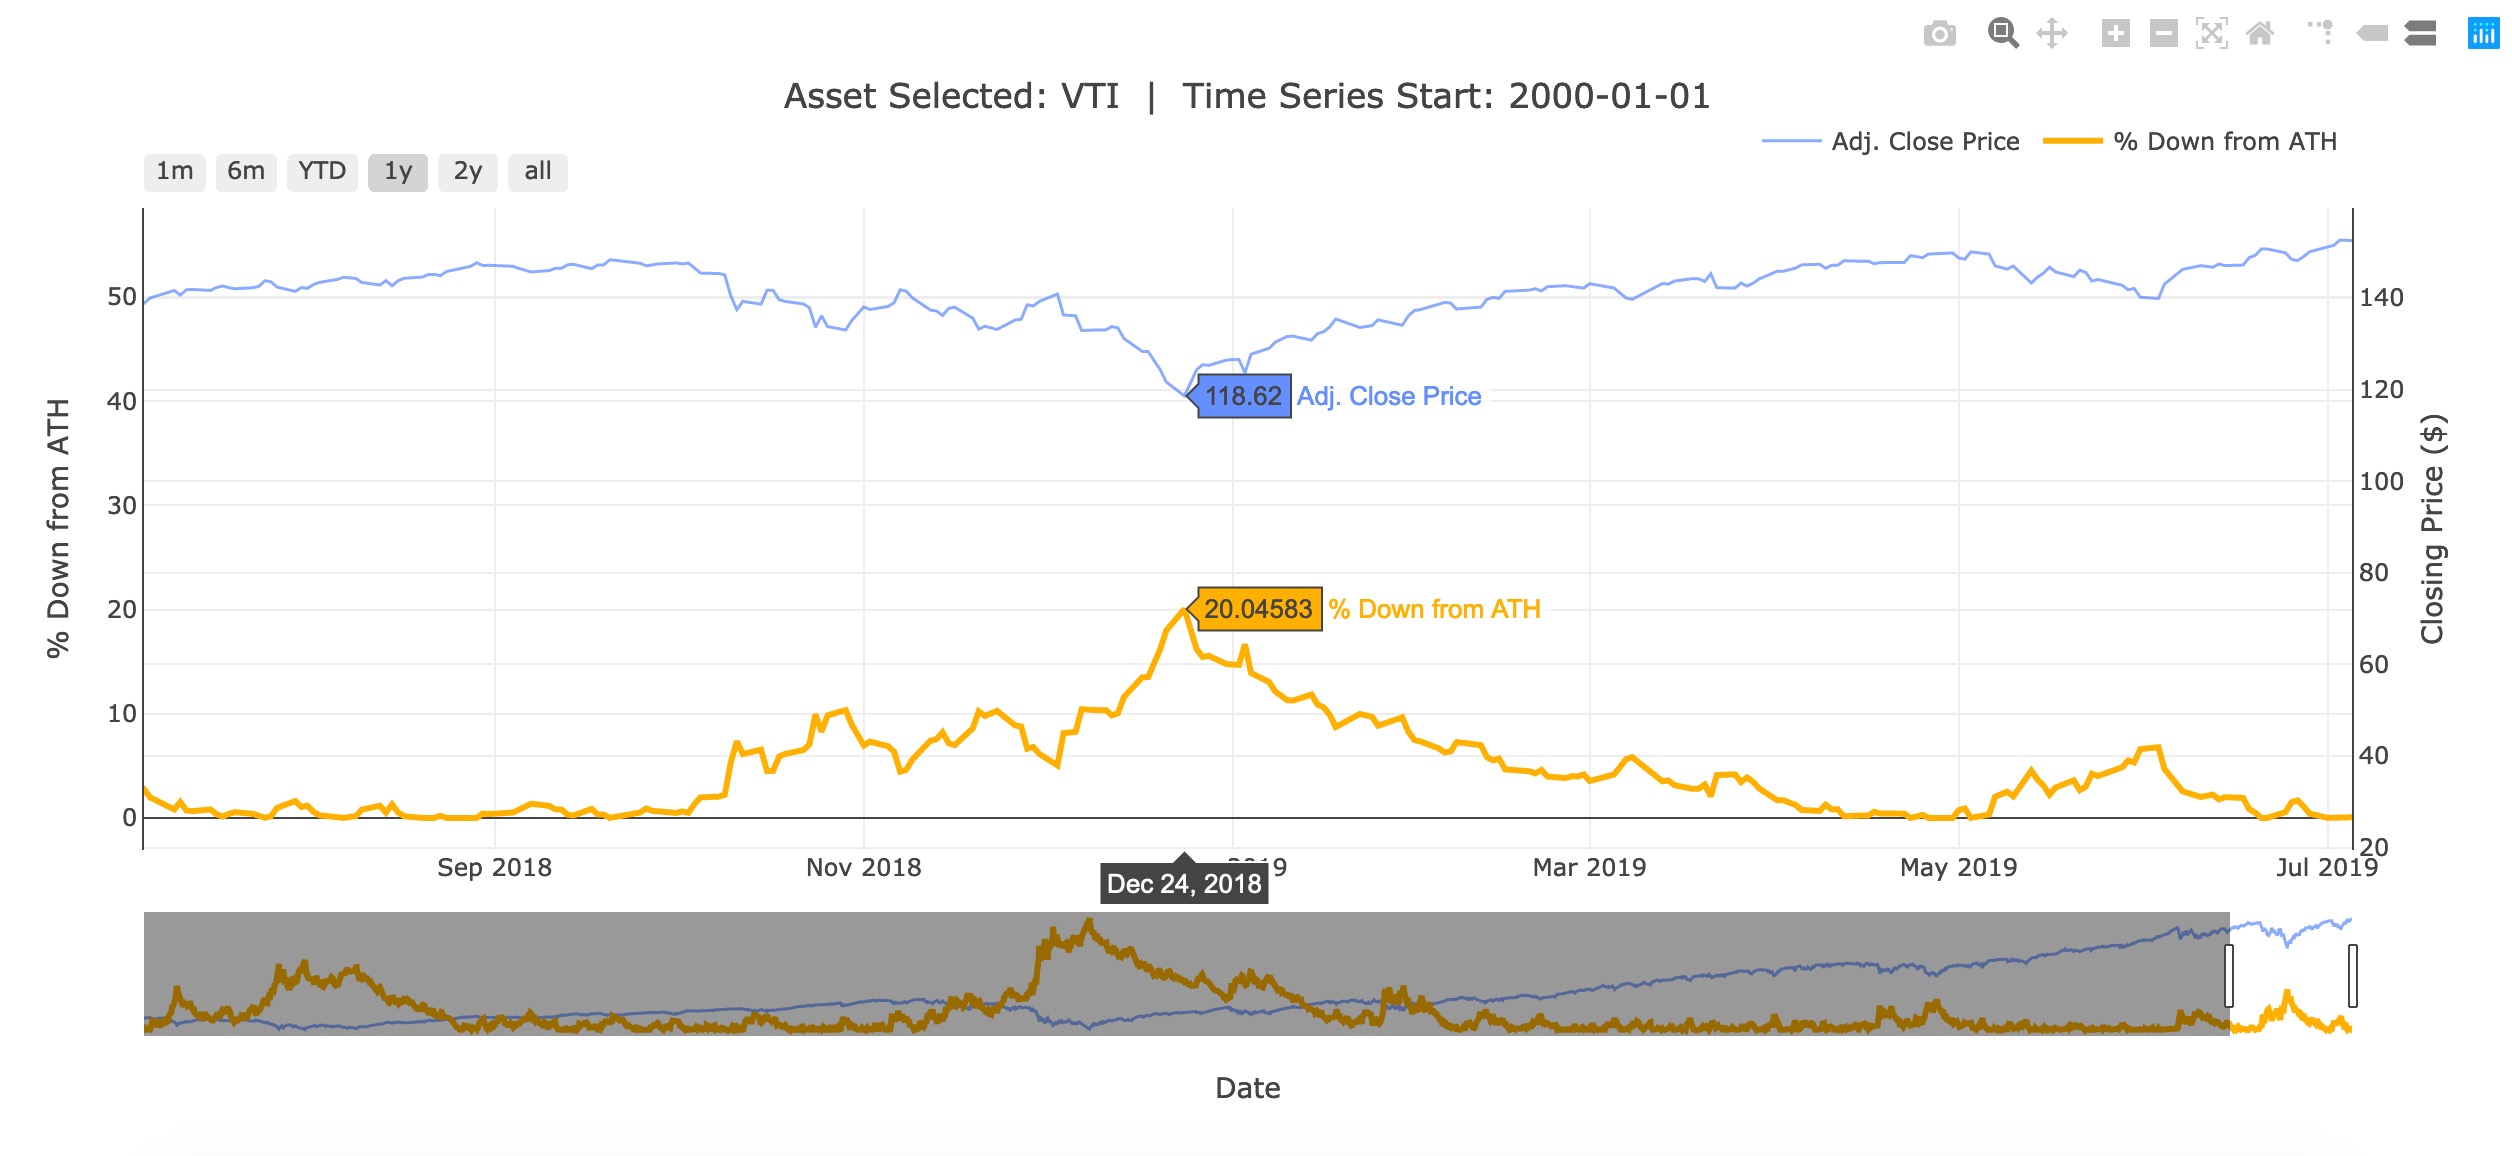 Asset Selected: VTI | Time Series Start: 2000-01-01
Adj. Close Price
% Down from ATH
1m 6m YTD 1y 2y all
% Down from ATH
50
40
30
20
10
0
118.62 Adj. Close Price
20.04583 % Down from ATH
140
120
100
80
60
40
20
Closing Price ($)
Sep 2018 Nov 2018 Mar 2019 May 2019 Jul 2019
Dec 24, 2018
Date